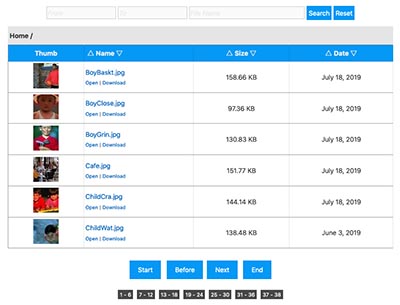 From To File Name Search Reset
Home /
Thumb △ Name ▽ △ Size ▽ △ Date ▽
BoyBaskt.jpg 158.66 KB July 18, 2019
Open | Download
BoyClose.jpg 97.36 KB July 18, 2019
Open | Download
BoyGrin.jpg 130.83 KB July 18, 2019
Open | Download
Cafe.jpg 151.77 KB July 18, 2019
Open | Download
ChildCra.jpg 144.14 KB July 18, 2019
Open | Download
ChildWat.jpg 138.48 KB June 3, 2019
Open | Download
Start Before Next End
1 - 6 7 - 12 13 - 18 19 - 24 25 - 30 31 - 36 37 - 38